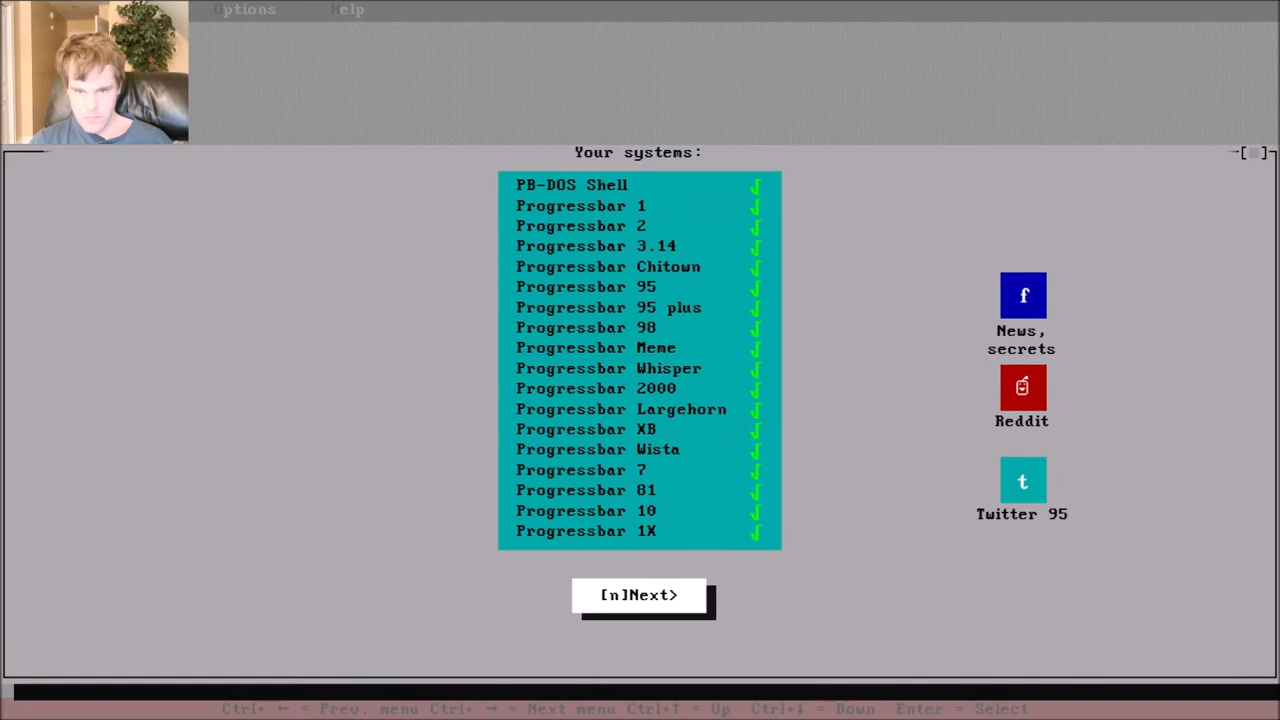 Options Help
Your systems:
PB-DOS Shell
Progressbar 1
Progressbar 2
Progressbar 3.14
Progressbar Chitown
Progressbar 95
Progressbar 95 plus
Progressbar 98
Progressbar Meme
Progressbar Whisper
Progressbar 2000
Progressbar Largehorn
Progressbar XB
Progressbar Wista
Progressbar 7
Progressbar 81
Progressbar 10
Progressbar 1X
f
News,
secrets
Reddit
t
Twitter 95
[n]Next>
Ctrl+ ← = Prev. menu Ctrl+ → = Next menu Ctrl+↑ = Up Ctrl+↓ = Down Enter = Select